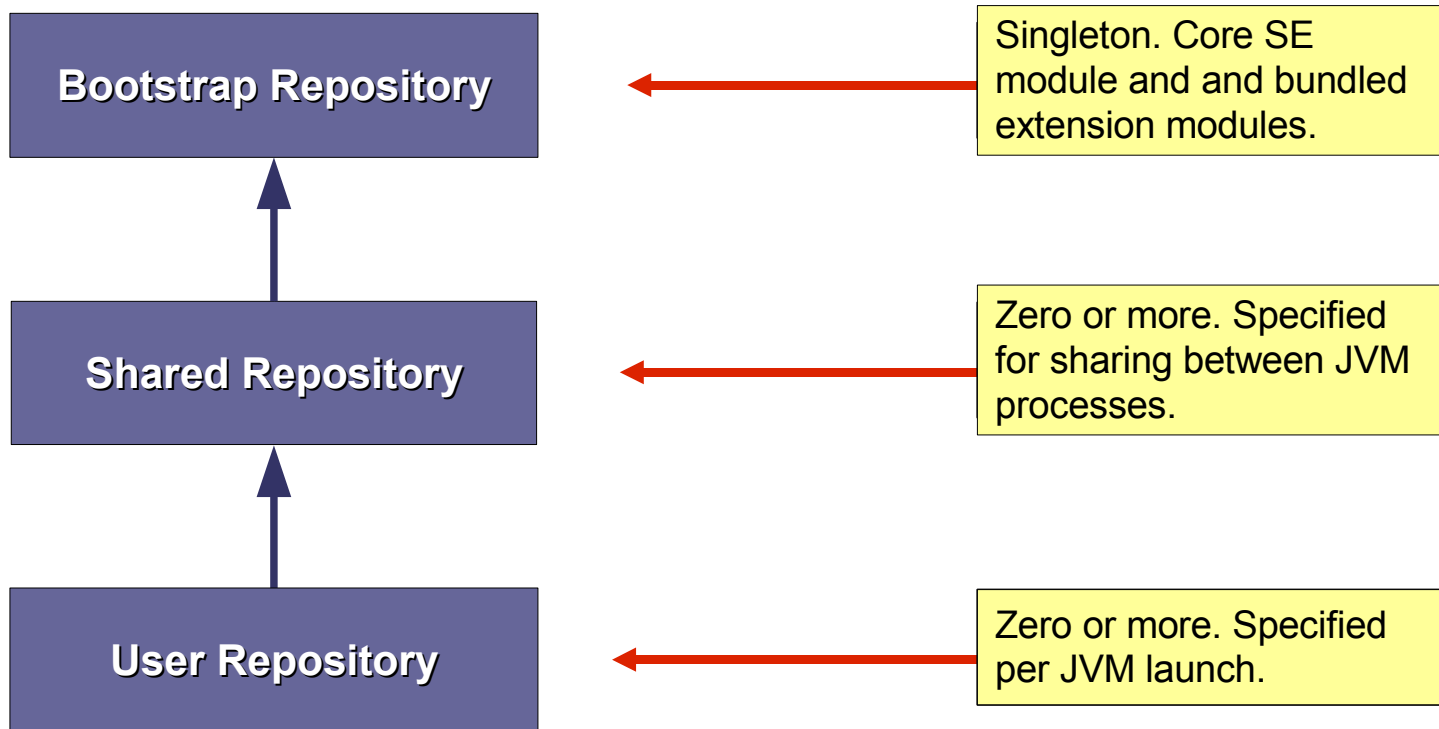 Bootstrap Repository
Singleton. Core SE
module and and bundled
extension modules.
Shared Repository
Zero or more. Specified
for sharing between JVM
processes.
User Repository
Zero or more. Specified
per JVM launch.